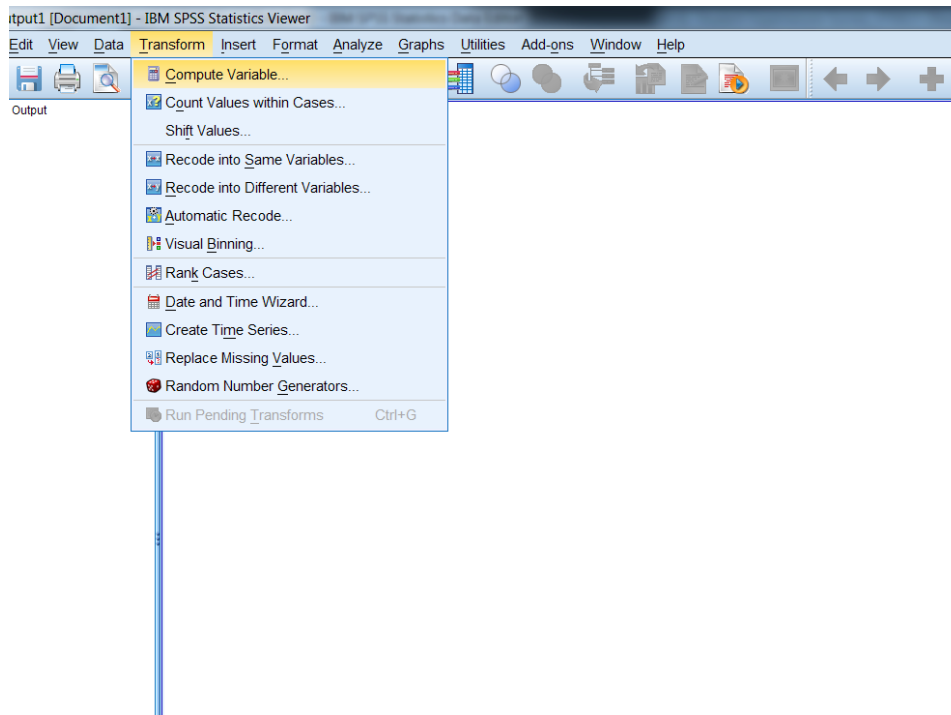 itput1 [Document1] - IBM SPSS Statistics Viewer
Edit View Data Transform Insert Format Analyze Graphs Utilities Add-ons Window Help
Output
Compute Variable...
Count Values within Cases...
Shift Values...
Recode into Same Variables...
Recode into Different Variables...
Automatic Recode...
Visual Binning...
Rank Cases...
Date and Time Wizard...
Create Time Series...
Replace Missing Values...
Random Number Generators...
Run Pending Transforms Ctrl+G